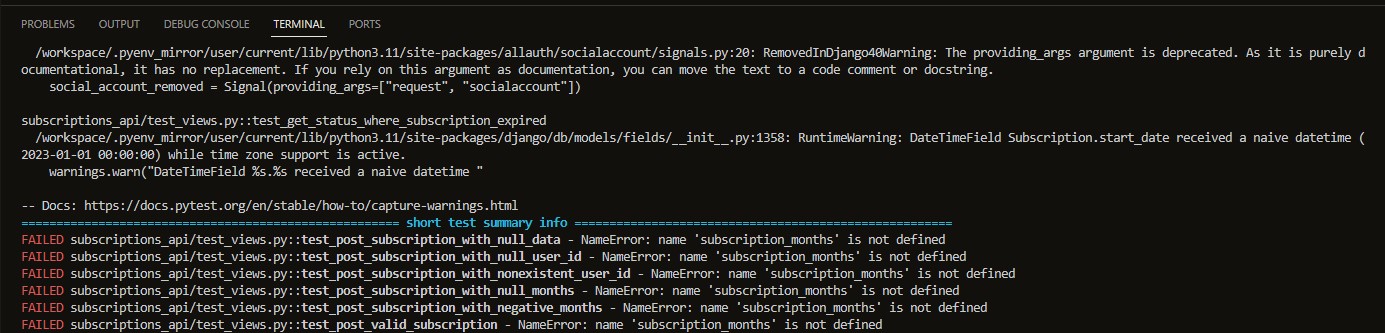 PROBLEMS OUTPUT DEBUG CONSOLE TERMINAL PORTS
/workspace/.pyenv_mirror/user/current/lib/python3.11/site-packages/allauth/socialaccount/signals.py:20: RemovedInDjango40Warning: The providing_args argument is deprecated. As it is purely d
ocumentational, it has no replacement. If you rely on this argument as documentation, you can move the text to a code comment or docstring.
social_account_removed = Signal(providing_args=["request", "socialaccount"])
subscriptions_api/test_views.py::test_get_status_where_subscription_expired
/workspace/.pyenv_mirror/user/current/lib/python3.11/site-packages/django/db/models/fields/__init__.py:1358: RuntimeWarning: DateTimeField Subscription.start_date received a naive datetime (
2023-01-01 00:00:00) while time zone support is active.
warnings.warn("DateTimeField %s.%s received a naive datetime "
-- Docs: https://docs.pytest.org/en/stable/how-to/capture-warnings.html
====================================================== short test summary info ======================================================
FAILED subscriptions_api/test_views.py::test_post_subscription_with_null_data - NameError: name 'subscription_months' is not defined
FAILED subscriptions_api/test_views.py::test_post_subscription_with_null_user_id - NameError: name 'subscription_months' is not defined
FAILED subscriptions_api/test_views.py::test_post_subscription_with_nonexistent_user_id - NameError: name 'subscription_months' is not defined
FAILED subscriptions_api/test_views.py::test_post_subscription_with_null_months - NameError: name 'subscription_months' is not defined
FAILED subscriptions_api/test_views.py::test_post_subscription_with_negative_months - NameError: name 'subscription_months' is not defined
FAILED subscriptions_api/test_views.py::test_post_valid_subscription - NameError: name 'subscription_months' is not defined